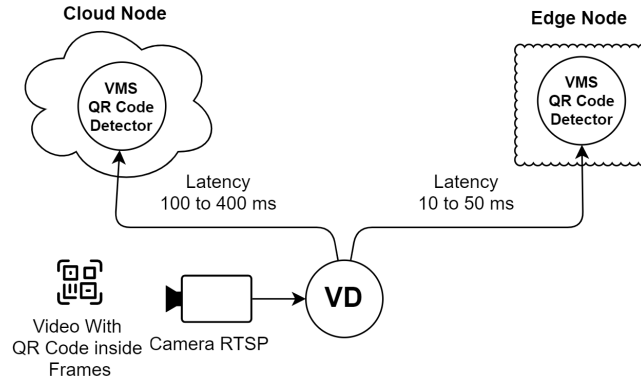 Cloud Node
Edge Node
VMS
QR Code
Detector
VMS
QR Code
Detector
Latency
100 to 400 ms
Latency
10 to 50 ms
VD
Video With
QR Code inside
Frames
Camera RTSP